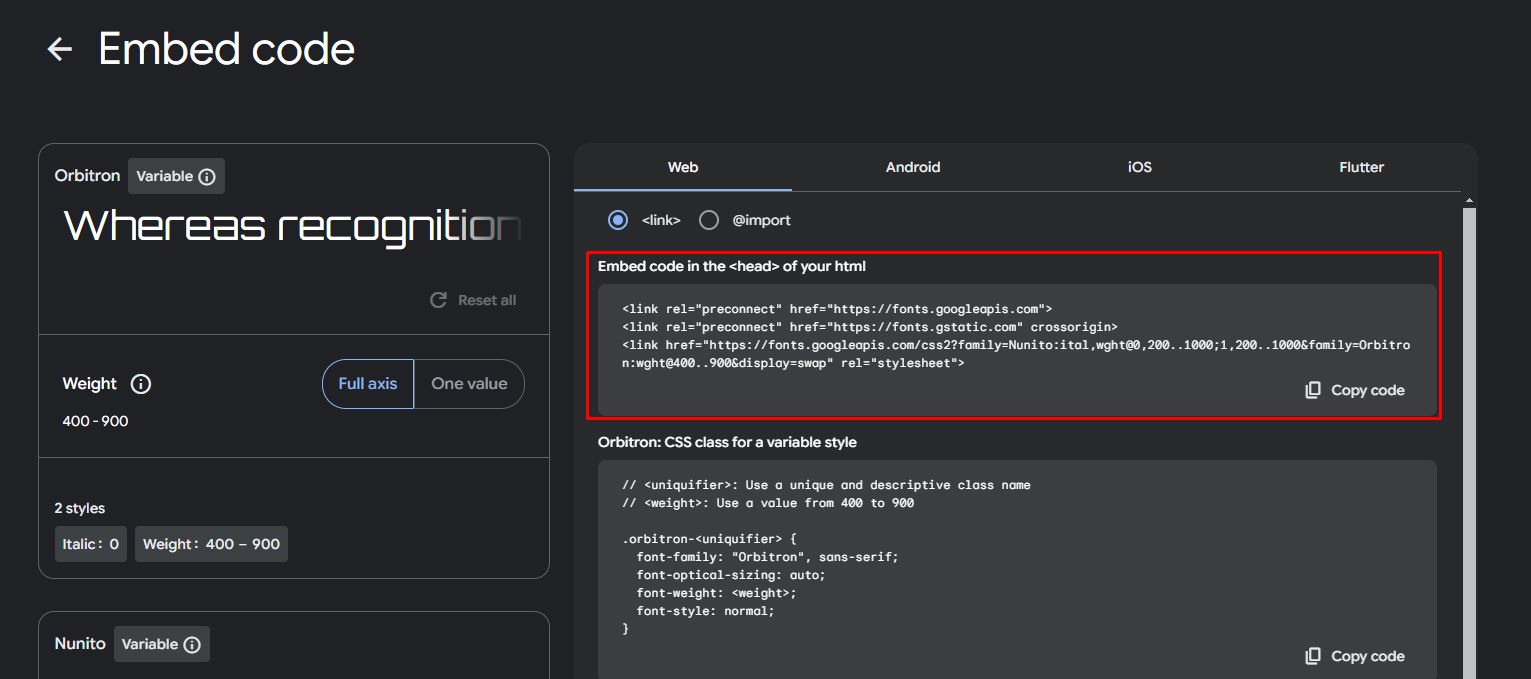 Embed code
Orbitron Variable
Whereas recognition
Reset all
Weight
Full axis
One value
400 - 900
2 styles
Italic: 0
Weight: 400 – 900
Nunito Variable
Web
Android
iOS
Flutter
<link>
@import
Embed code in the <head> of your html
<link rel="preconnect" href="https://fonts.googleapis.com">
<link rel="preconnect" href="https://fonts.gstatic.com" crossorigin>
<link href="https://fonts.googleapis.com/css2?family=Nunito:ital,wght@0,200..1000;1,200..1000&family=Orbitro
n:wght@400..900&display=swap" rel="stylesheet">
Copy code
Orbitron: CSS class for a variable style
// <uniquifier>: Use a unique and descriptive class name
// <weight>: Use a value from 400 to 900
.orbitron-<uniquifier> {
  font-family: "Orbitron", sans-serif;
  font-optical-sizing: auto;
  font-weight: <weight>;
  font-style: normal;
}
Copy code